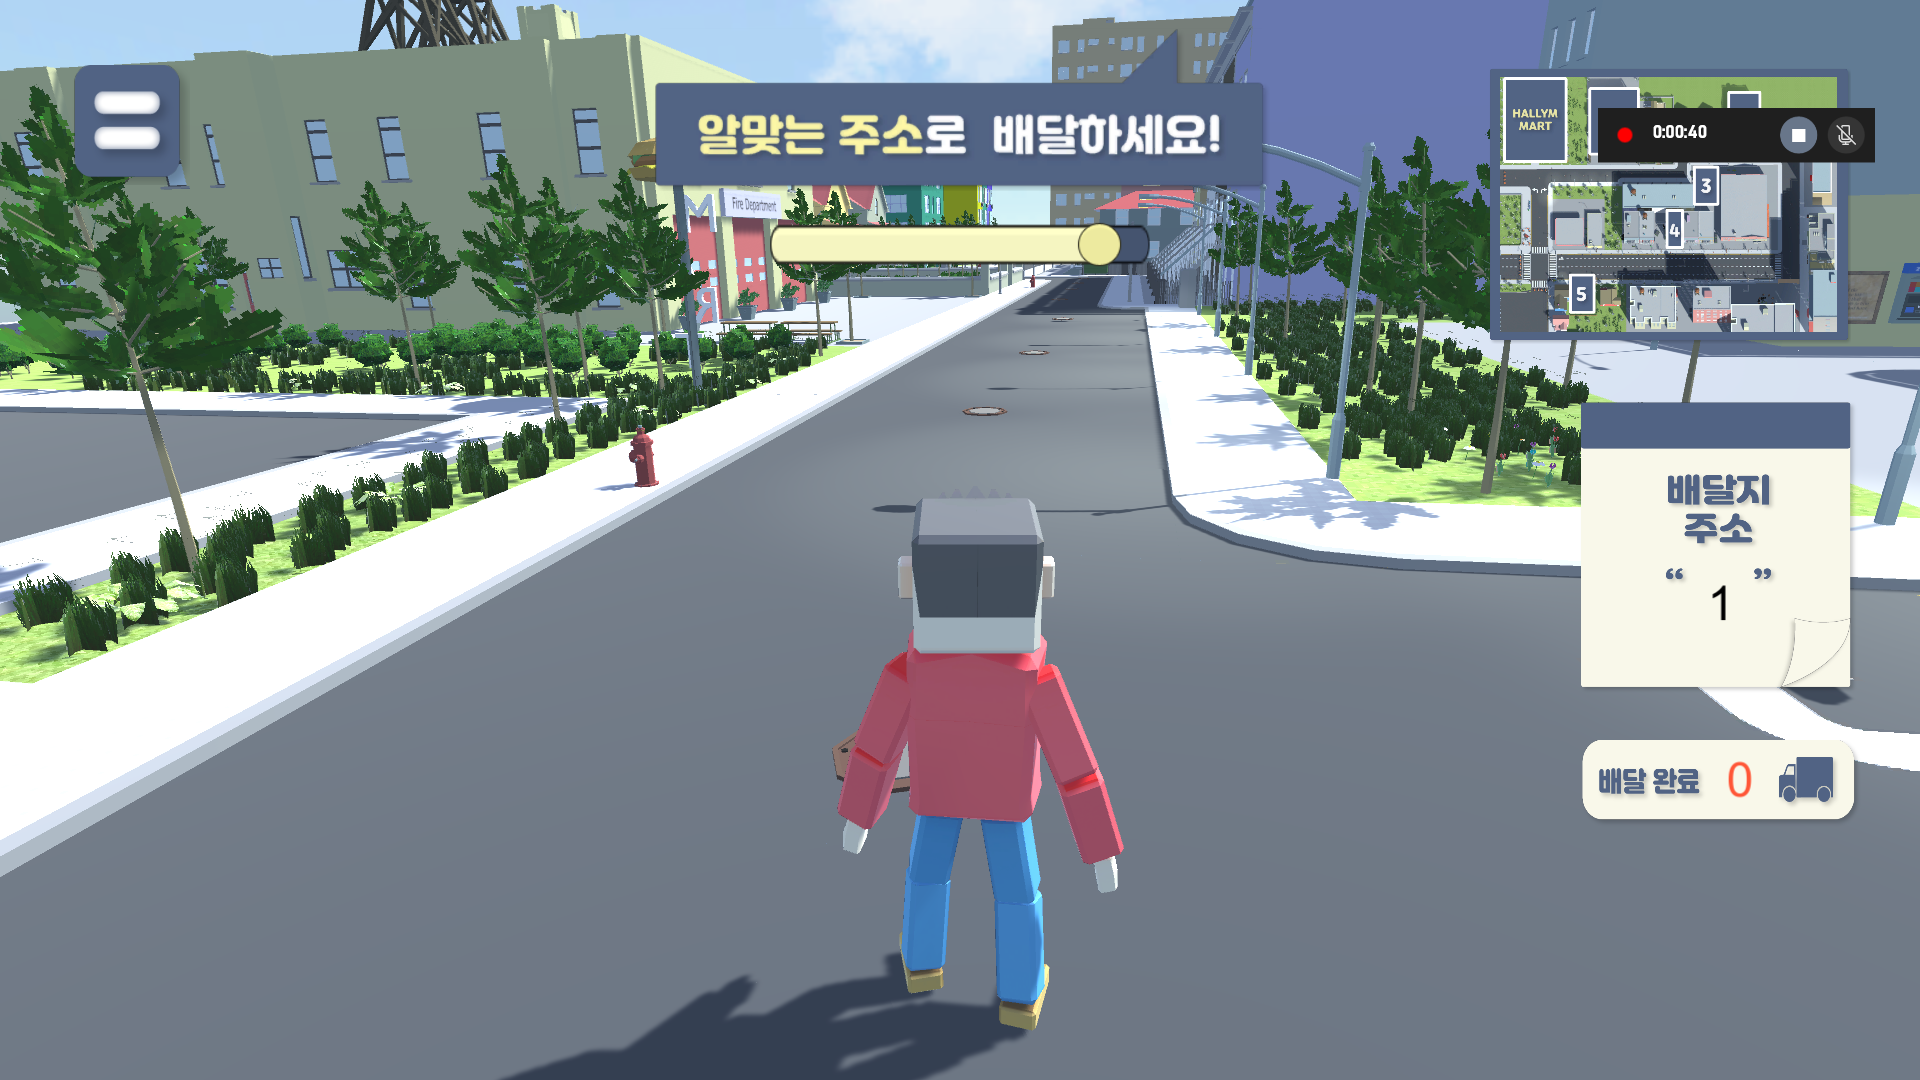 알맞는 주소로 배달하세요!
HALLYM
MART
0:00:40
3
4
5
Fire Department
배달지
주소
“ ”
1
배달 완료 0